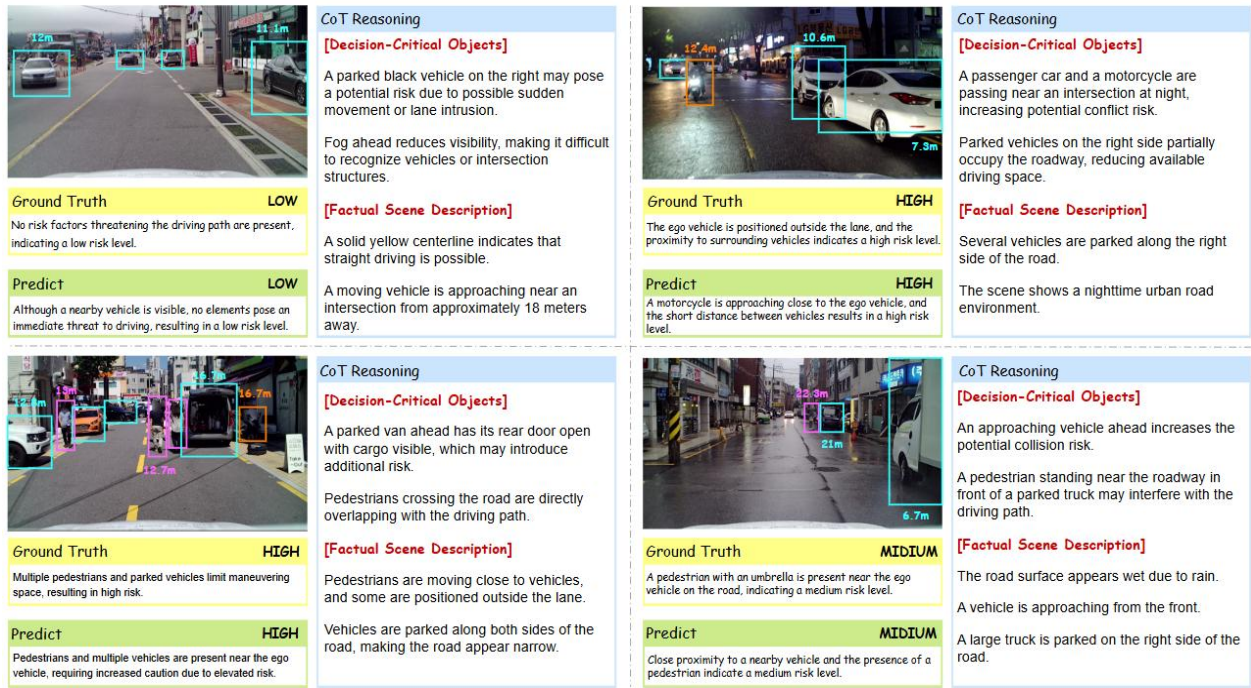 12m
11.1m
Ground Truth LOW
No risk factors threatening the driving path are present,
indicating a low risk level.
Predict LOW
Although a nearby vehicle is visible, no elements pose an
immediate threat to driving, resulting in a low risk level.
CoT Reasoning
[Decision-Critical Objects]
A parked black vehicle on the right may pose
a potential risk due to possible sudden
movement or lane intrusion.
Fog ahead reduces visibility, making it difficult
to recognize vehicles or intersection
structures.
[Factual Scene Description]
A solid yellow centerline indicates that
straight driving is possible.
A moving vehicle is approaching near an
intersection from approximately 18 meters
away.
12.4m
10.6m
7.3m
Ground Truth HIGH
The ego vehicle is positioned outside the lane, and the
proximity to surrounding vehicles indicates a high risk level.
Predict HIGH
A motorcycle is approaching close to the ego vehicle, and
the short distance between vehicles results in a high risk
level.
CoT Reasoning
[Decision-Critical Objects]
A passenger car and a motorcycle are
passing near an intersection at night,
increasing potential conflict risk.
Parked vehicles on the right side partially
occupy the roadway, reducing available
driving space.
[Factual Scene Description]
Several vehicles are parked along the right
side of the road.
The scene shows a nighttime urban road
environment.
13m
16.7m
16.7m
12.7m
Ground Truth HIGH
Multiple pedestrians and parked vehicles limit maneuvering
space, resulting in high risk.
Predict HIGH
Pedestrians and multiple vehicles are present near the ego
vehicle, requiring increased caution due to elevated risk.
CoT Reasoning
[Decision-Critical Objects]
A parked van ahead has its rear door open
with cargo visible, which may introduce
additional risk.
Pedestrians crossing the road are directly
overlapping with the driving path.
[Factual Scene Description]
Pedestrians are moving close to vehicles,
and some are positioned outside the lane.
Vehicles are parked along both sides of the
road, making the road appear narrow.
22.3m
21m
6.7m
Ground Truth MIDIUM
A pedestrian with an umbrella is present near the ego
vehicle on the road, indicating a medium risk level.
Predict MIDIUM
Close proximity to a nearby vehicle and the presence of a
pedestrian indicate a medium risk level.
CoT Reasoning
[Decision-Critical Objects]
An approaching vehicle ahead increases the
potential collision risk.
A pedestrian standing near the roadway in
front of a parked truck may interfere with the
driving path.
[Factual Scene Description]
The road surface appears wet due to rain.
A vehicle is approaching from the front.
A large truck is parked on the right side of the
road.